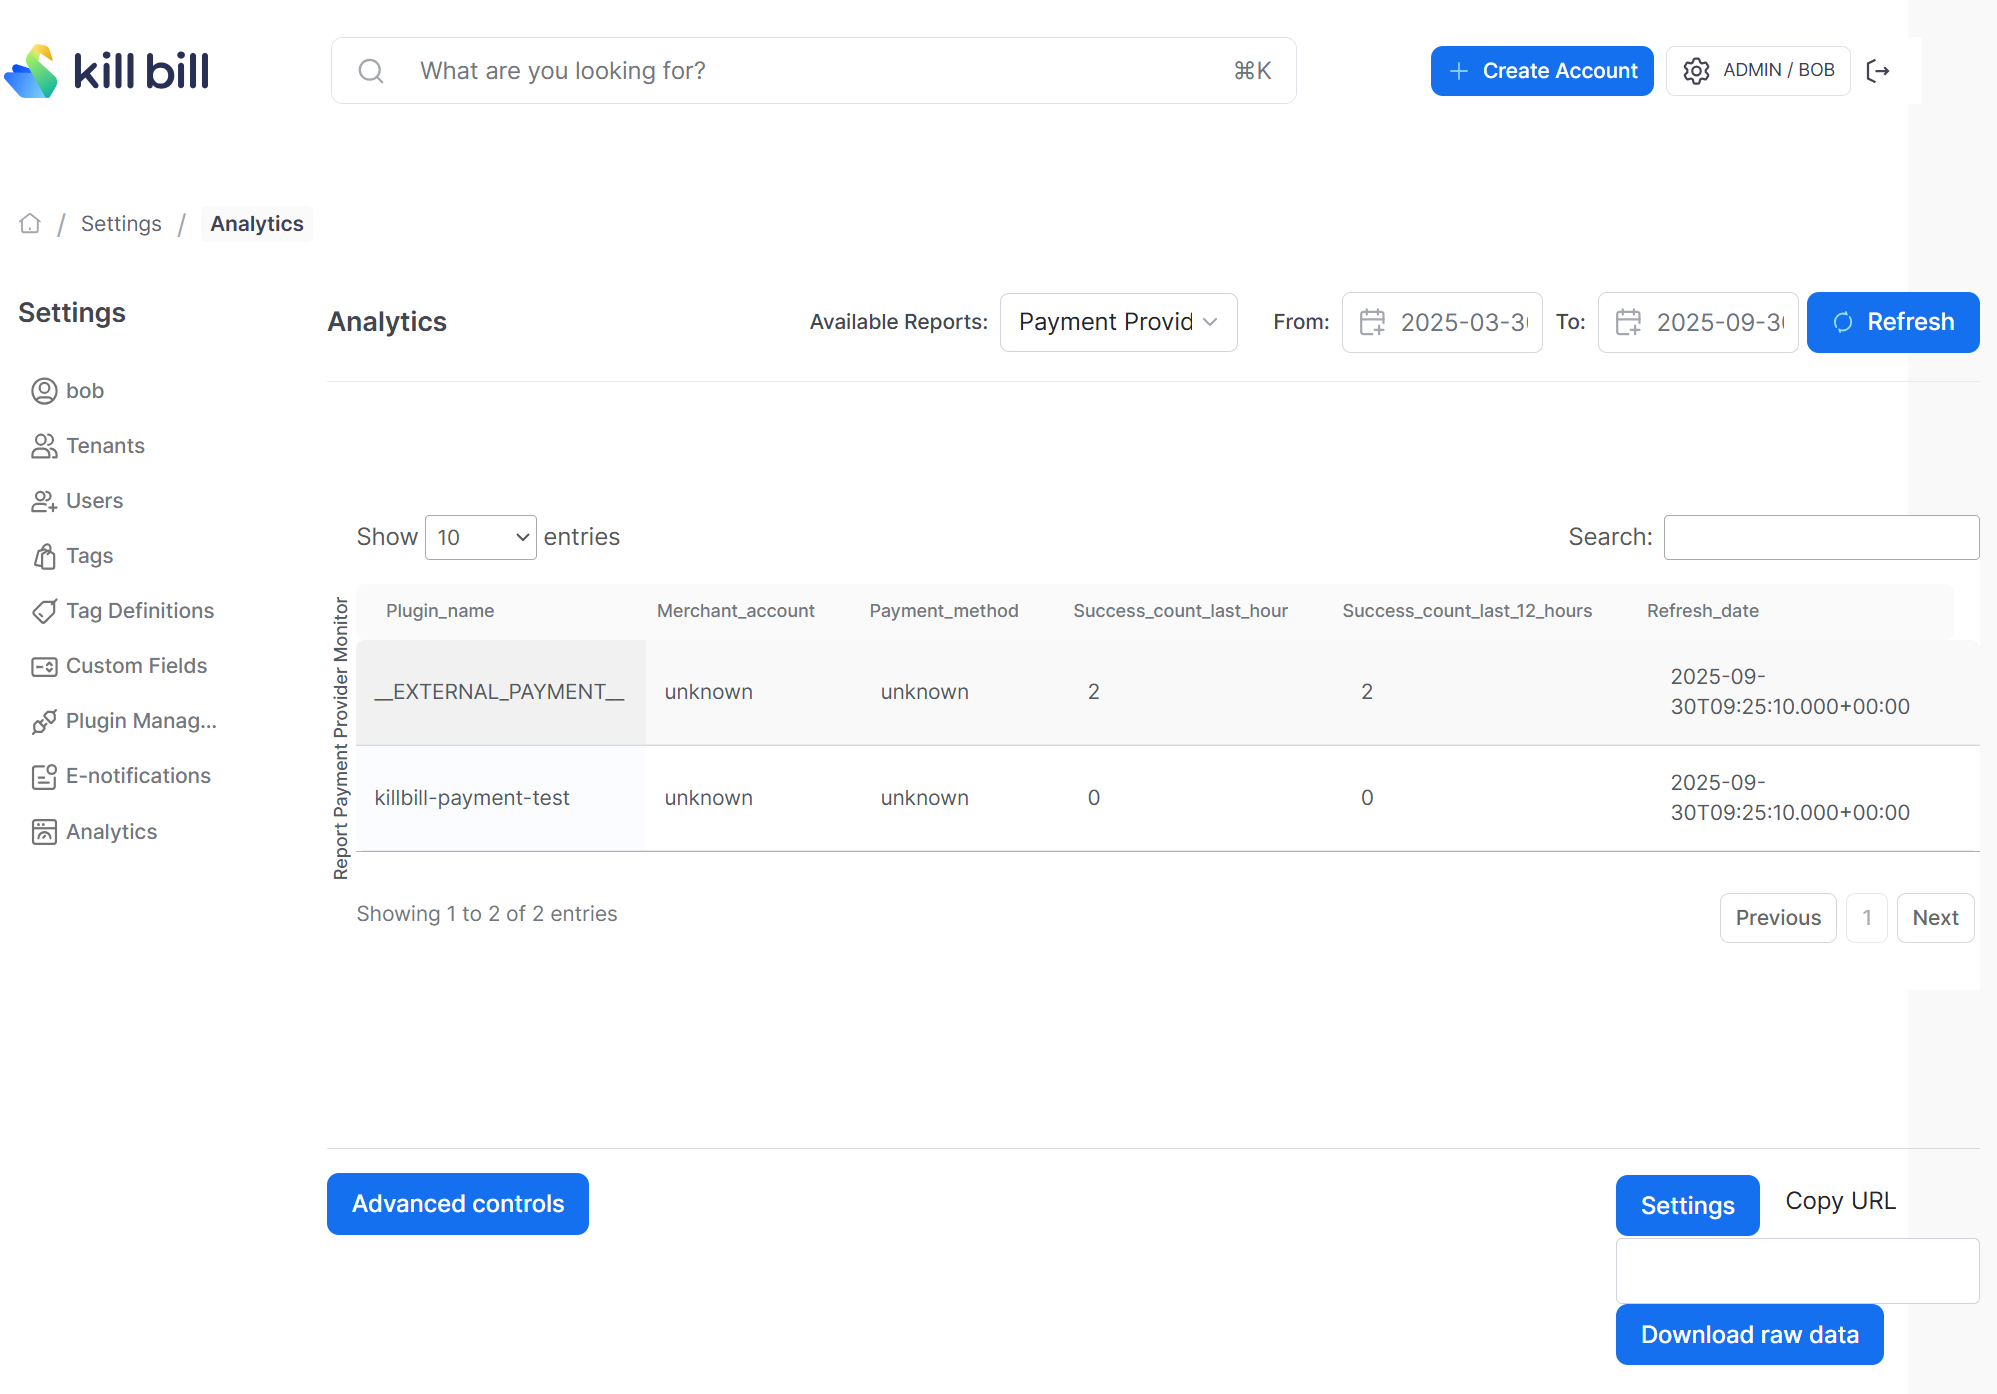 kill bill
What are you looking for?
⌘K
Create Account
ADMIN / BOB
/ Settings / Analytics
Settings
bob
Tenants
Users
Tags
Tag Definitions
Custom Fields
Plugin Manag...
E-notifications
Analytics
Analytics
Available Reports: Payment Provid
From: 2025-03-3
To: 2025-09-3
Refresh
Show 10 entries
Search:
Report Payment Provider Monitor
Plugin_name Merchant_account Payment_method Success_count_last_hour Success_count_last_12_hours Refresh_date
__EXTERNAL_PAYMENT__ unknown unknown 2 2 2025-09-
30T09:25:10.000+00:00
killbill-payment-test unknown unknown 0 0 2025-09-
30T09:25:10.000+00:00
Showing 1 to 2 of 2 entries
Previous 1 Next
Advanced controls
Settings
Copy URL
Download raw data